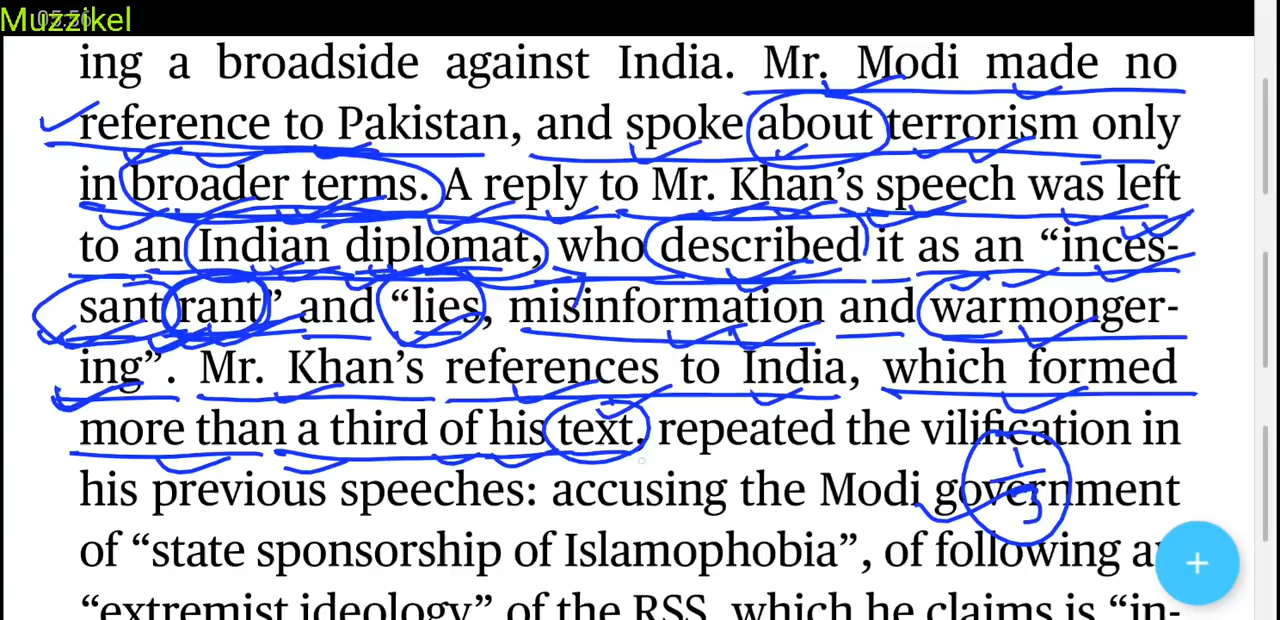 Muzzikel
05:56
ing a broadside against India. Mr. Modi made no
reference to Pakistan, and spoke about terrorism only
in broader terms. A reply to Mr. Khan’s speech was left
to an Indian diplomat, who described it as an “inces-
sant rant” and “lies, misinformation and warmonger-
ing”. Mr. Khan’s references to India, which formed
more than a third of his text, repeated the vilification in
his previous speeches: accusing the Modi government
1/3
of “state sponsorship of Islamophobia”, of following a
“extremist ideology” of the RSS, which he claims is “in-